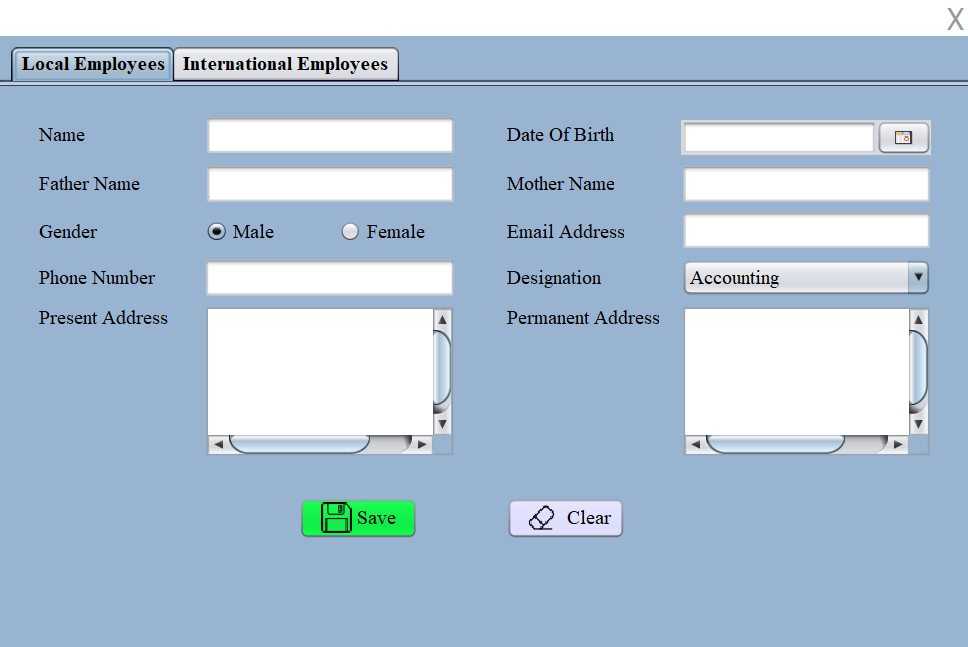 X
Local Employees International Employees
Name Date Of Birth
Father Name Mother Name
Gender Male Female Email Address
Phone Number Designation Accounting
Present Address Permanent Address
Save Clear